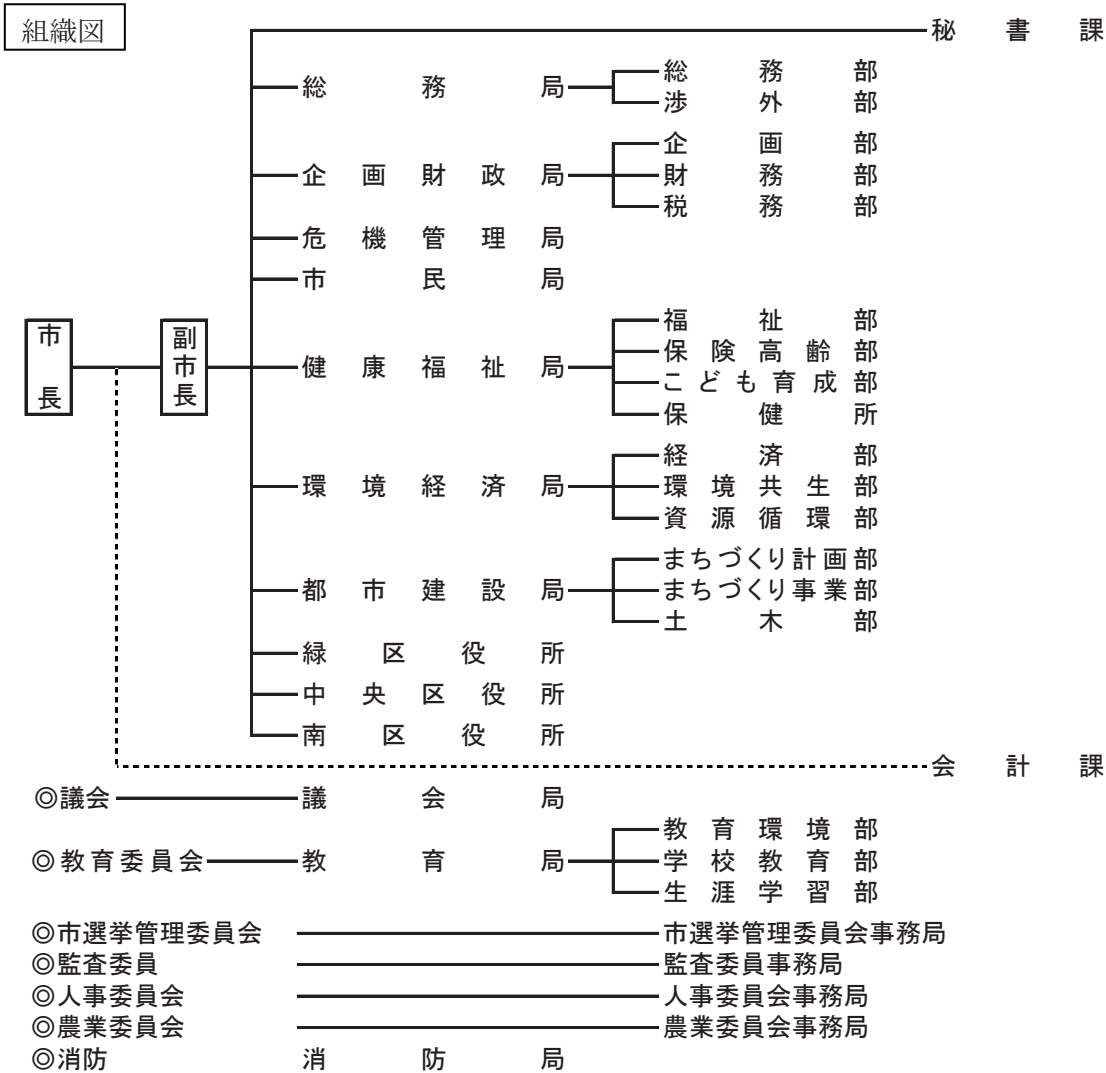 組織図
秘書課
総務局
総務部
渉外部
企画財政局
企画部
財務部
税務部
危機管理局
市民局
市長
副市長
健康福祉局
福祉部
保険高齢部
こども育成部
保健所
環境経済局
経済部
環境共生部
資源循環部
都市建設局
まちづくり計画部
まちづくり事業部
土木部
緑区役所
中央区役所
南区役所
会計課
◎議会 議会局
◎教育委員会 教育局
教育環境部
学校教育部
生涯学習部
◎市選挙管理委員会 市選挙管理委員会事務局
◎監査委員 監査委員事務局
◎人事委員会 人事委員会事務局
◎農業委員会 農業委員会事務局
◎消防 消防局